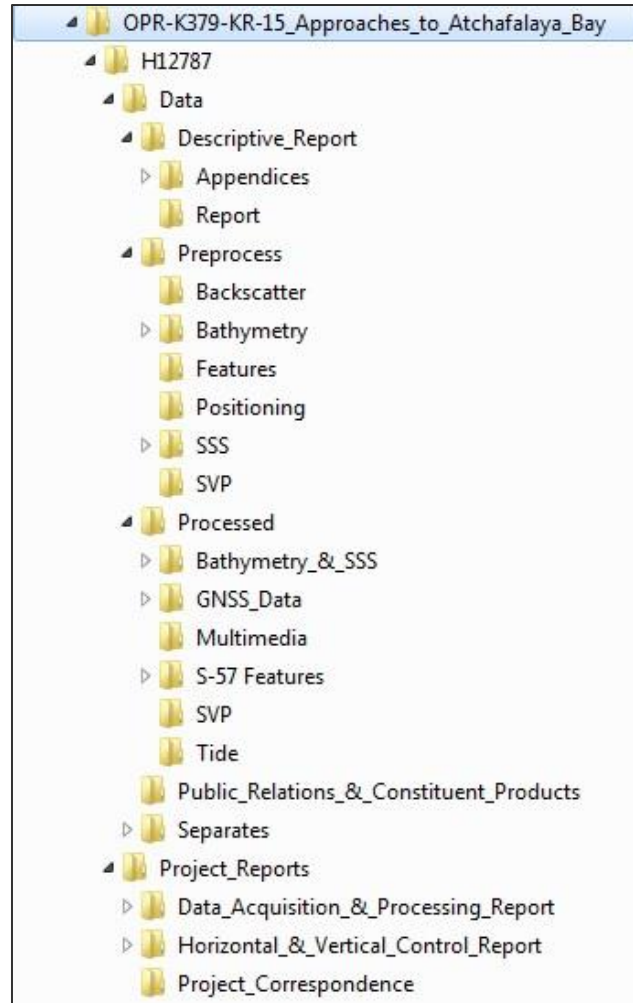 OPR-K379-KR-15_Approaches_to_Atchafalaya_Bay
H12787
Data
Descriptive_Report
Appendices
Report
Preprocess
Backscatter
Bathymetry
Features
Positioning
SSS
SVP
Processed
Bathymetry_&_SSS
GNSS_Data
Multimedia
S-57 Features
SVP
Tide
Public_Relations_&_Constituent_Products
Separates
Project_Reports
Data_Acquisition_&_Processing_Report
Horizontal_&_Vertical_Control_Report
Project_Correspondence